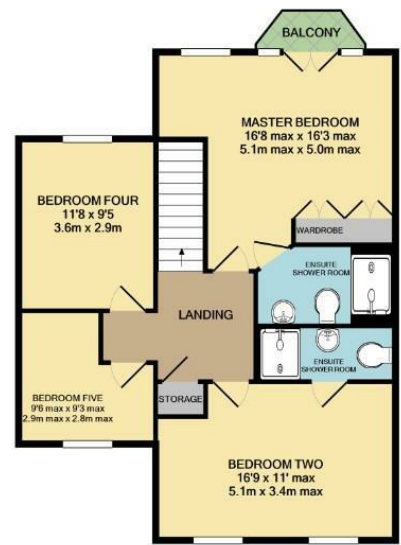 BALCONY
MASTER BEDROOM
16'8 max x 16'3 max
5.1m max x 5.0m max
BEDROOM FOUR
11'8 x 9'5
3.6m x 2.9m
WARDROBE
ENSUITE
SHOWER ROOM
LANDING
ENSUITE
SHOWER ROOM
BEDROOM FIVE
9'6 max x 9'3 max
2.9m max x 2.8m max
STORAGE
BEDROOM TWO
16'9 x 11' max
5.1m x 3.4m max